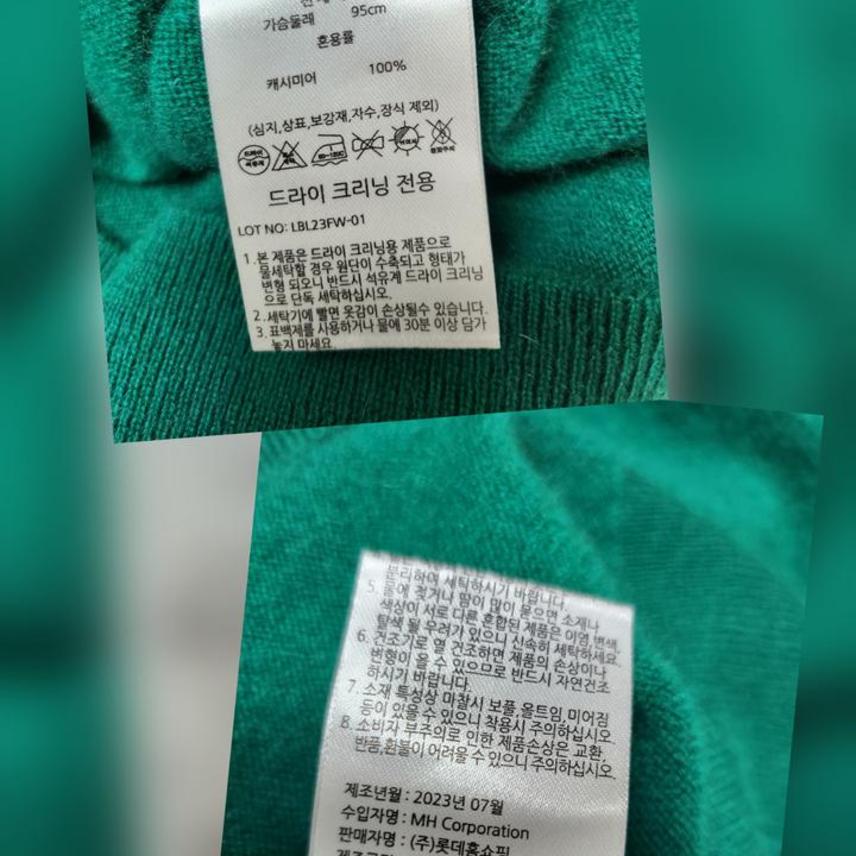 가슴둘레 95cm
혼용률
캐시미어 100%
(심지,상표,보강재,자수,장식 제외)
드라이
석유계
드라이 크리닝 전용
LOT NO: LBL23FW-01
1. 본 제품은 드라이 크리닝용 제품으로
물세탁할 경우 원단이 수축되고 형태가
변형 되오니 반드시 석유계 드라이 크리닝
으로 단독 세탁하십시오.
2. 세탁기에 빨면 옷감이 손상될수 있습니다.
3. 표백제를 사용하거나 물에 30분 이상 담가
놓지 마세요.
분리하여 세탁하시기 바랍니다.
5. 물에 젖거나 땀이 많이 묻으면 소재나
색상이 서로 다른 혼합된 제품은 이염,변색,
탈색 될 우려가 있으니 신속히 세탁하세요.
6. 건조기로 열 건조하면 제품의 손상이나
변형이 올 수 있으므로 반드시 자연건조
하시기 바랍니다.
7. 소재 특성상 마찰시 보풀,올트임,미어짐
등이 있을수 있으니 착용시 주의하십시오.
8. 소비자 부주의로 인한 제품손상은 교환,
반품,환불이 어려울 수 있으니 주의하십시오.
제조년월 : 2023년 07월
수입자명 : MH Corporation
판매자명 : (주)롯데홈쇼핑